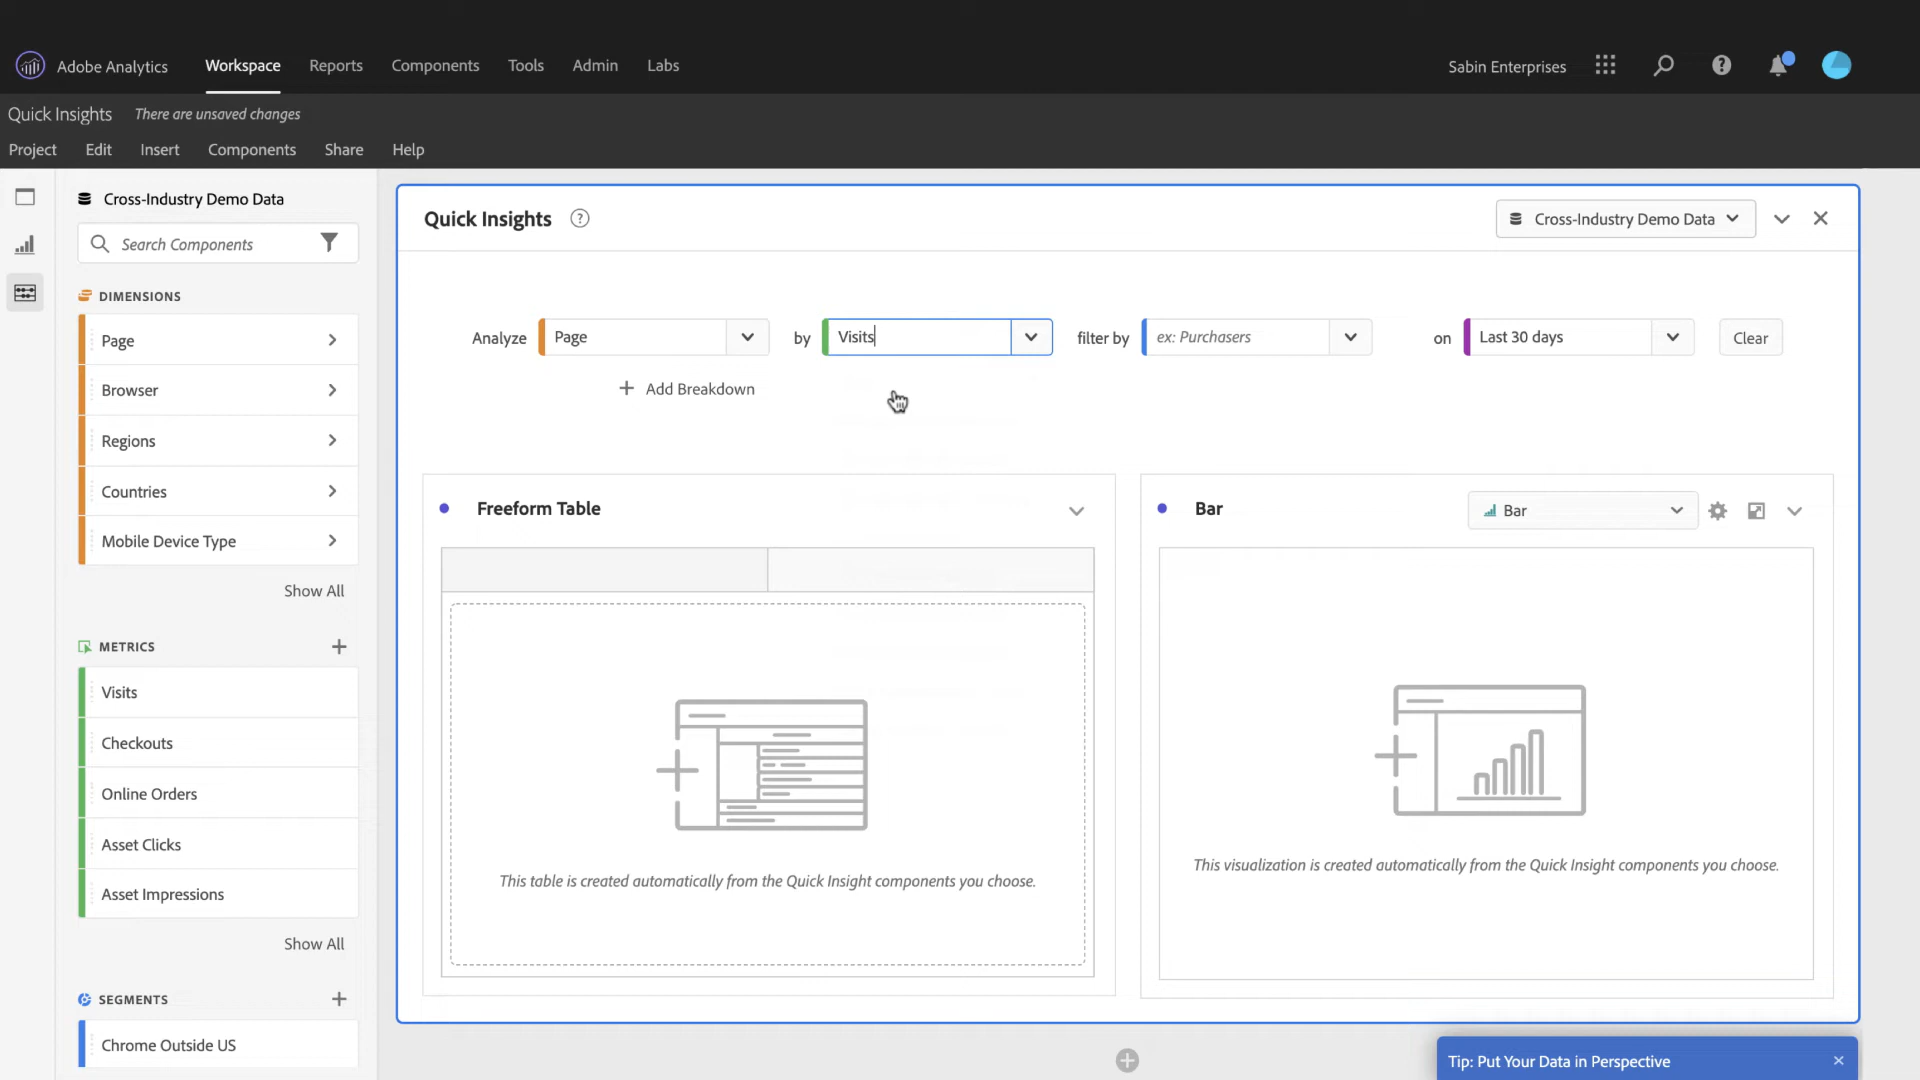 Adobe Analytics
Workspace
Reports
Components
Tools
Admin
Labs
Sabin Enterprises
Quick Insights
There are unsaved changes
Project
Edit
Insert
Components
Share
Help
Cross-Industry Demo Data
Search Components
DIMENSIONS
Page
Browser
Regions
Countries
Mobile Device Type
Show All
METRICS
Visits
Checkouts
Online Orders
Asset Clicks
Asset Impressions
Show All
SEGMENTS
Chrome Outside US
Quick Insights
Cross-Industry Demo Data
Analyze
Page
by
Visits
filter by
ex: Purchasers
on
Last 30 days
Clear
Add Breakdown
Freeform Table
This table is created automatically from the Quick Insight components you choose.
Bar
Bar
This visualization is created automatically from the Quick Insight components you choose.
Tip: Put Your Data in Perspective